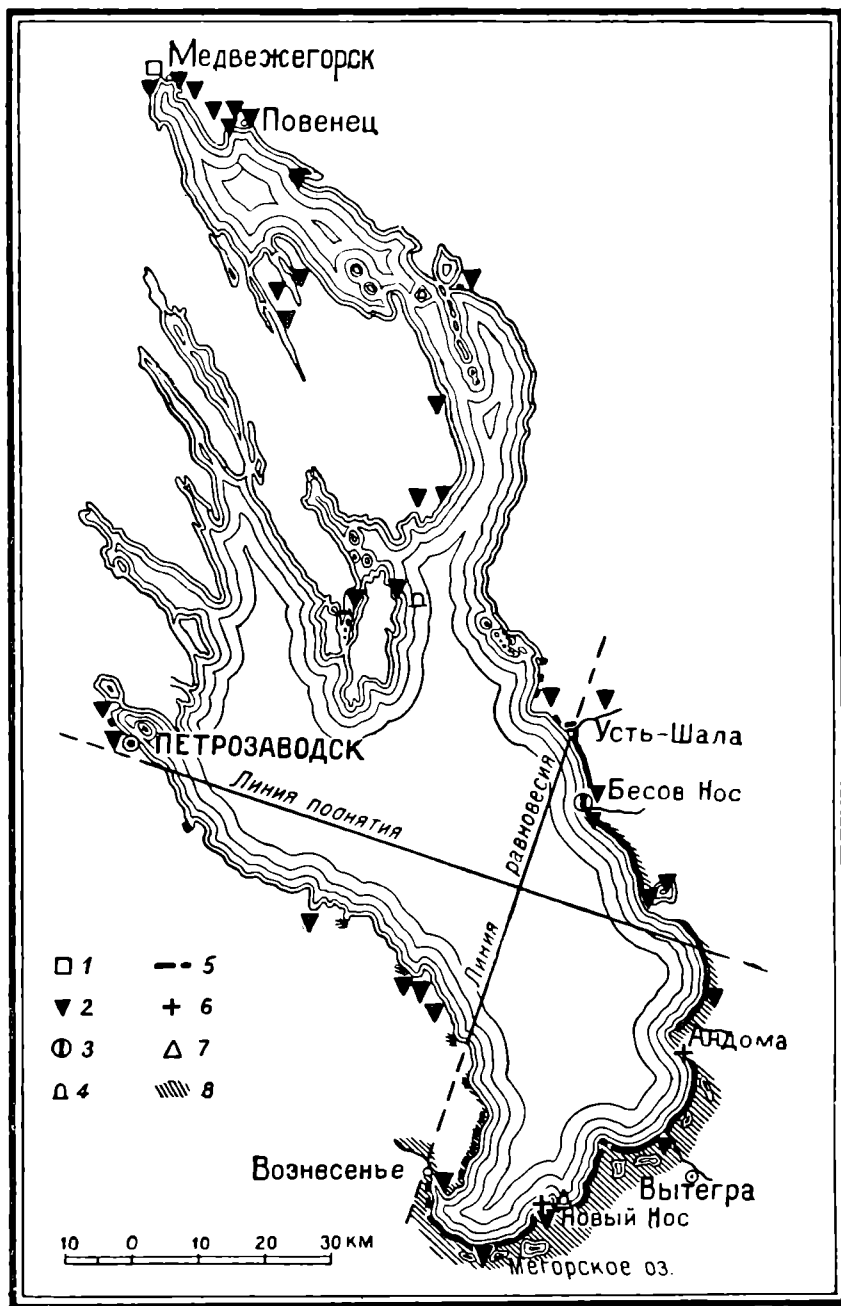 Медвежегорск
Повенец
Усть-Шала
ПЕТРОЗАВОДСК
Бесов Нос
Линия поднятия
Линия равновесия
1
2
3
4
5
6
7
8
Андома
Вознесенье
Вытегра
Новый Нос
Мегорское оз.
10 0 10 20 30 км